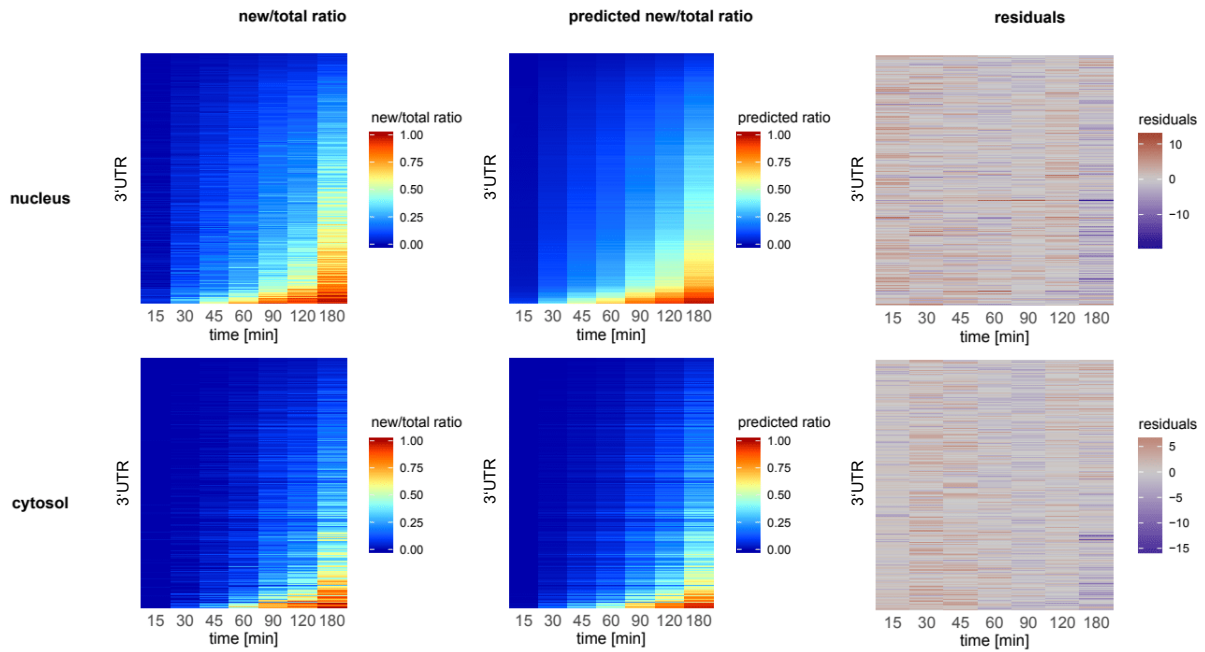 new/total ratio
predicted new/total ratio
residuals
nucleus
3'UTR
new/total ratio
1.00
0.75
0.50
0.25
0.00
15 30 45 60 90 120 180
time [min]
3'UTR
predicted ratio
1.00
0.75
0.50
0.25
0.00
15 30 45 60 90 120 180
time [min]
3'UTR
residuals
10
0
−10
15 30 45 60 90 120 180
time [min]
cytosol
3'UTR
new/total ratio
1.00
0.75
0.50
0.25
0.00
15 30 45 60 90 120 180
time [min]
3'UTR
predicted ratio
1.00
0.75
0.50
0.25
0.00
15 30 45 60 90 120 180
time [min]
3'UTR
residuals
5
0
−5
−10
−15
15 30 45 60 90 120 180
time [min]